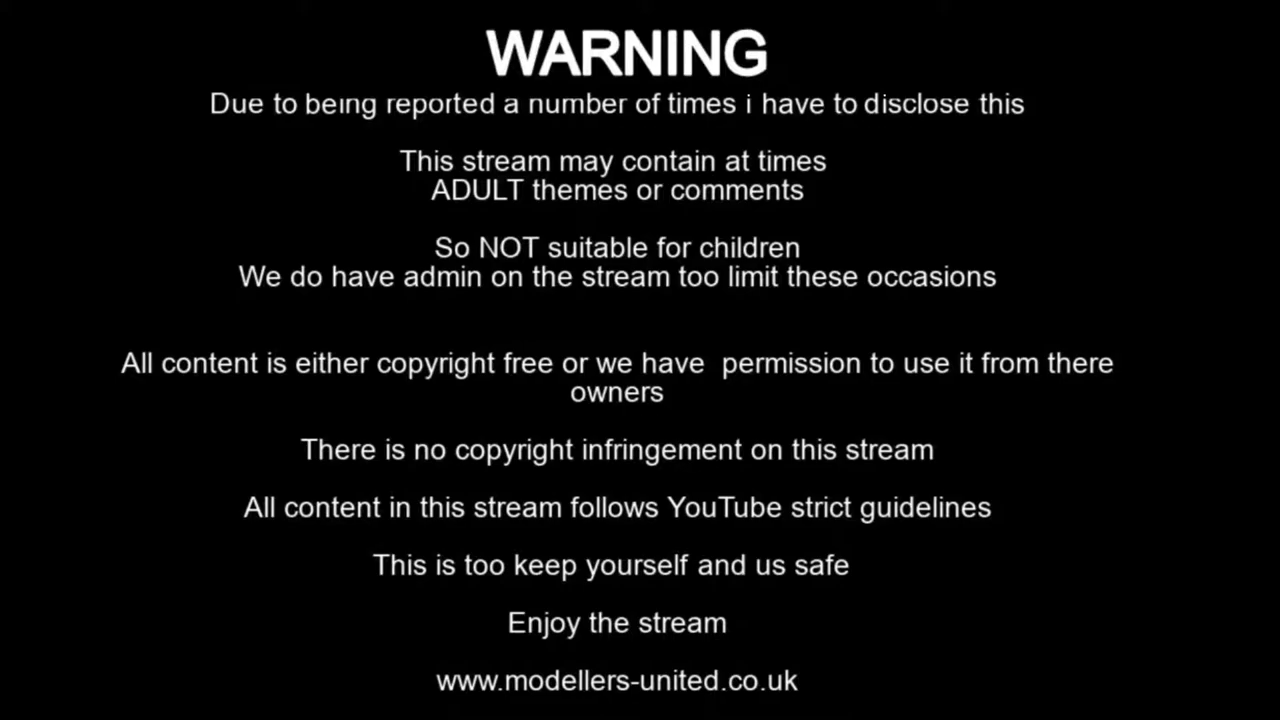 WARNING
Due to being reported a number of times i have to disclose this
This stream may contain at times
ADULT themes or comments
So NOT suitable for children
We do have admin on the stream too limit these occasions
All content is either copyright free or we have  permission to use it from there
owners
There is no copyright infringement on this stream
All content in this stream follows YouTube strict guidelines
This is too keep yourself and us safe
Enjoy the stream
www.modellers-united.co.uk